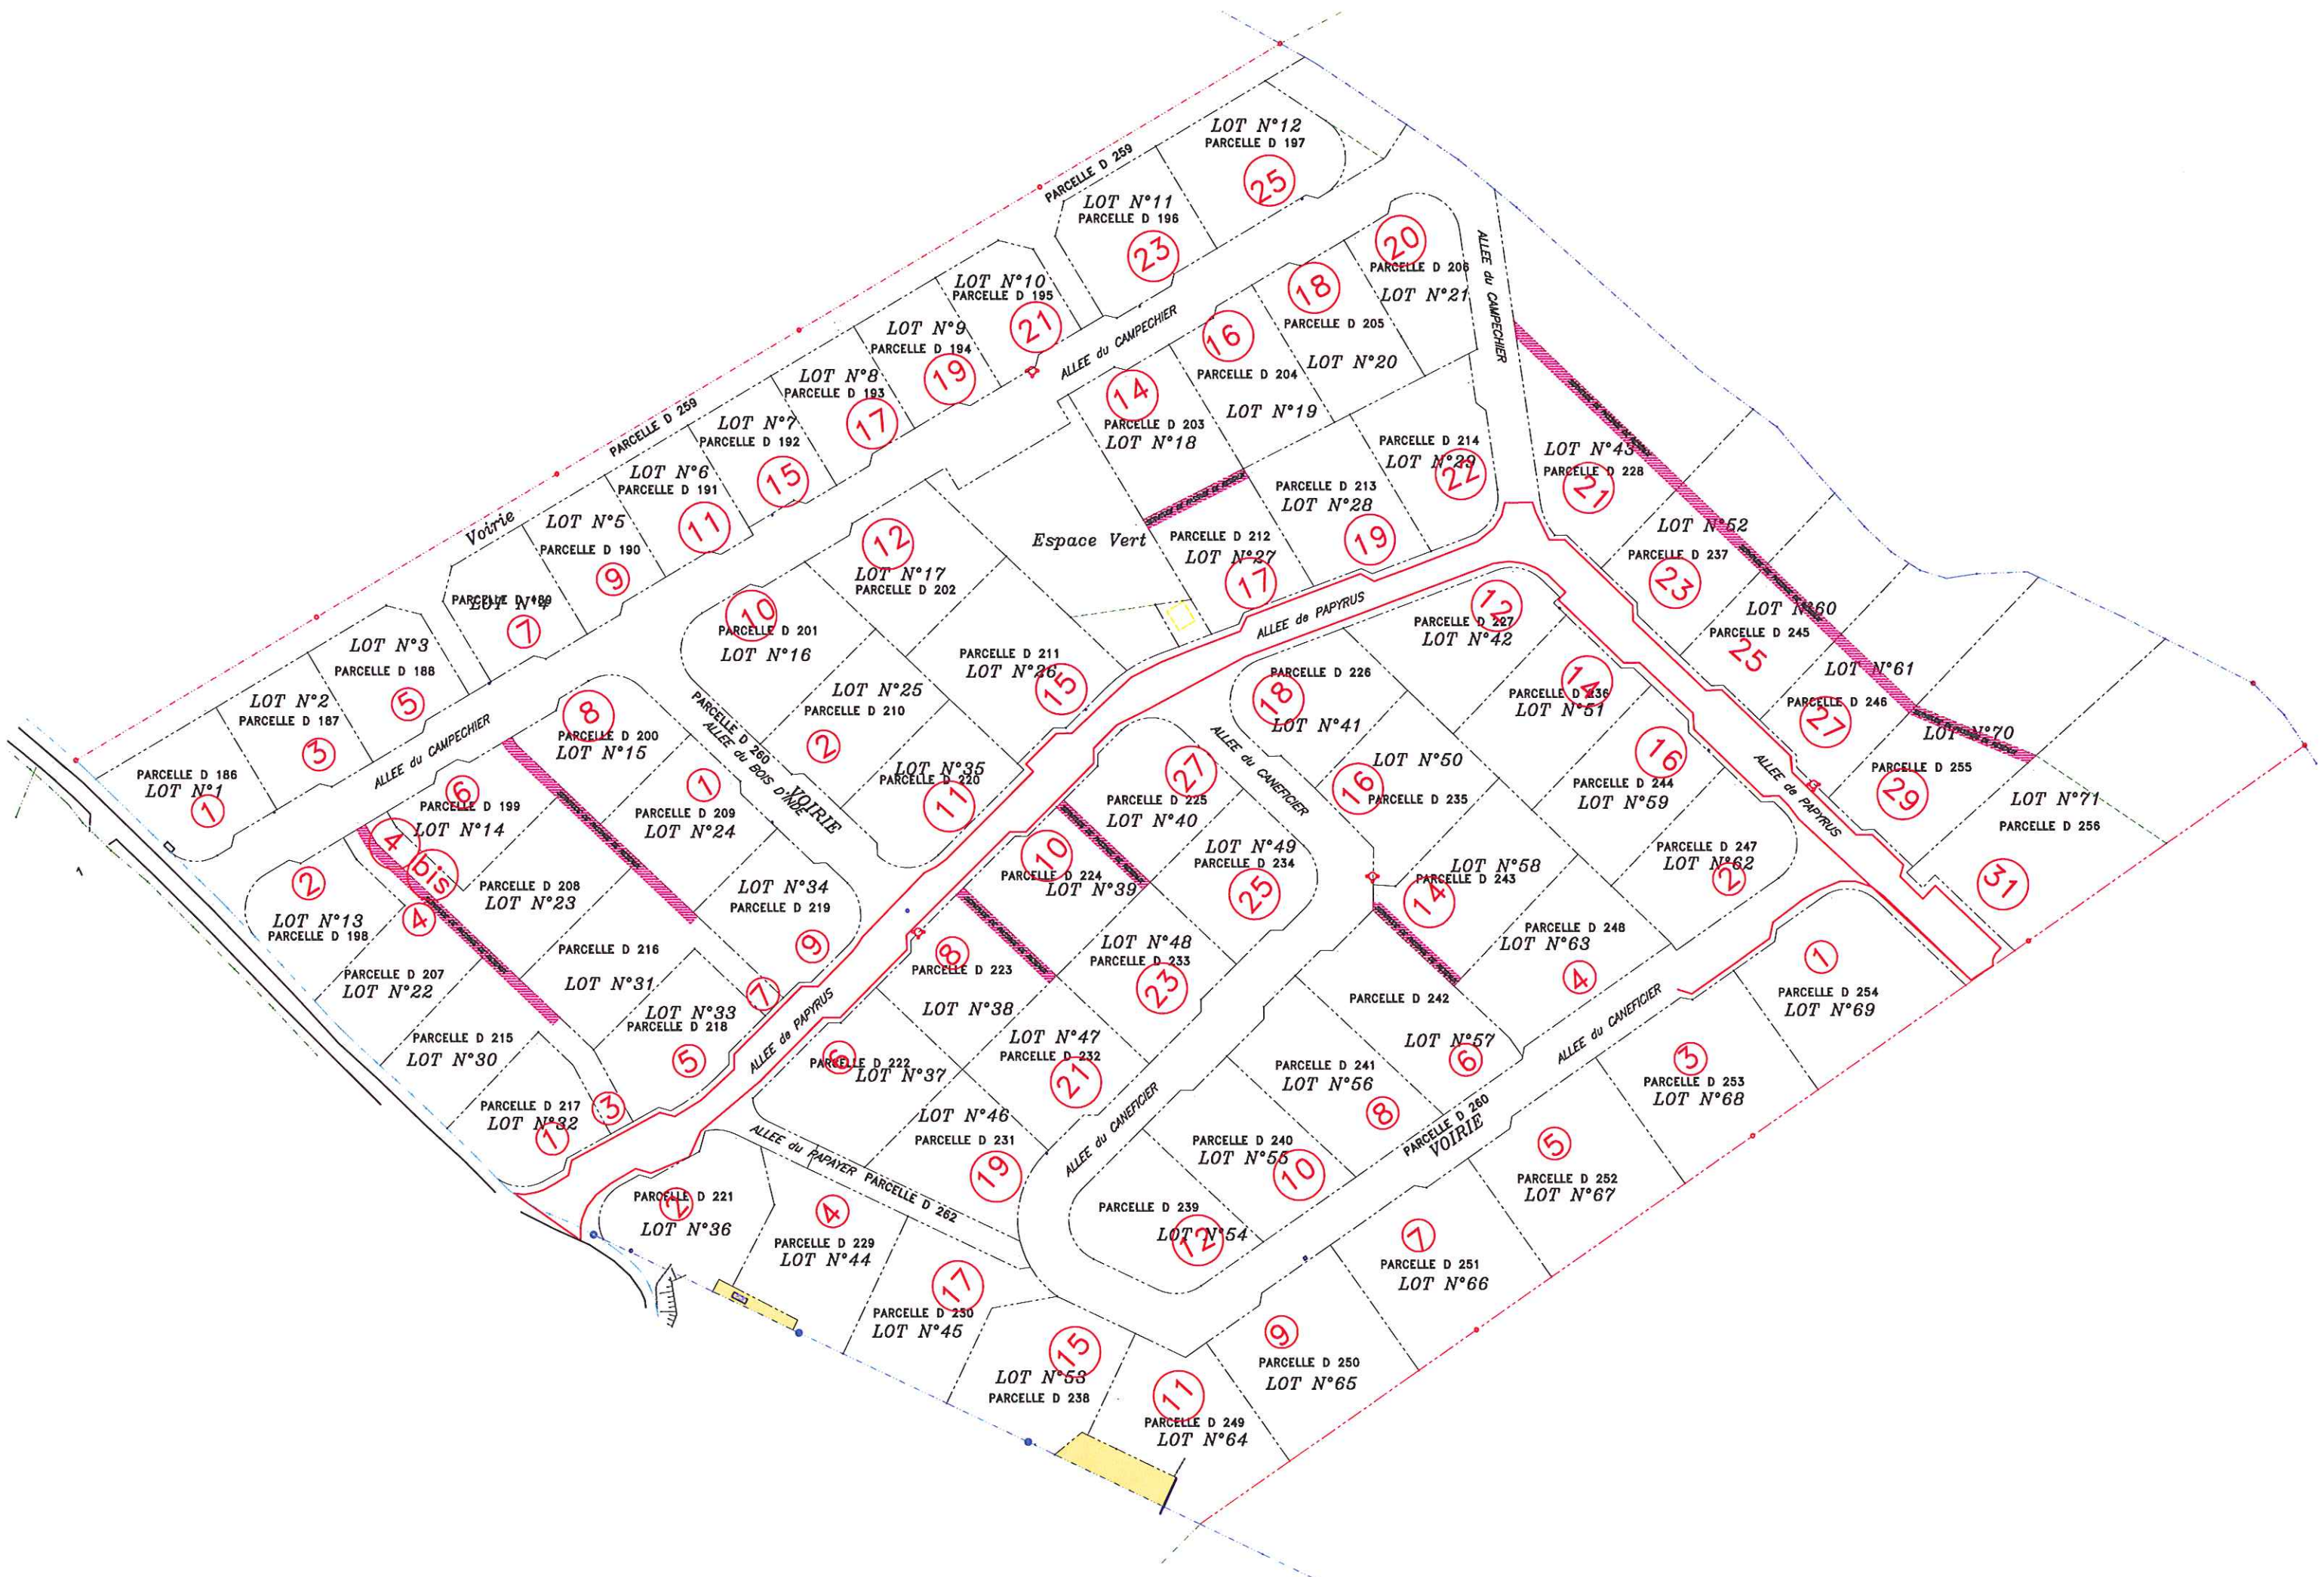 LOT N°12
PARCELLE D 197
25
PARCELLE D 259
LOT N°11
PARCELLE D 196
23
20
PARCELLE D 206
LOT N°21
ALLEE du CAMPECHIER
LOT N°10
PARCELLE D 195
21
18
PARCELLE D 205
LOT N°20
LOT N°9
PARCELLE D 194
19
ALLEE du CAMPECHIER
16
PARCELLE D 204
LOT N°19
LOT N°8
PARCELLE D 193
17
14
PARCELLE D 203
LOT N°18
PARCELLE D 259
LOT N°7
PARCELLE D 192
15
PARCELLE D 214
LOT N°29
22
LOT N°43
PARCELLE D 228
21
LOT N°6
PARCELLE D 191
11
PARCELLE D 213
LOT N°28
19
Voirie
LOT N°5
PARCELLE D 190
9
12
LOT N°17
PARCELLE D 202
Espace Vert
PARCELLE D 212
LOT N°27
17
LOT N°52
PARCELLE D 237
23
PARCELLE D 189
LOT N°4
7
10
PARCELLE D 201
LOT N°16
ALLEE de PAPYRUS
12
PARCELLE D 227
LOT N°42
LOT N°60
PARCELLE D 245
25
LOT N°3
PARCELLE D 188
5
PARCELLE D 211
LOT N°26
15
PARCELLE D 226
18
LOT N°41
14
PARCELLE D 236
LOT N°51
LOT N°61
PARCELLE D 246
27
LOT N°2
PARCELLE D 187
3
8
PARCELLE D 200
LOT N°15
PARCELLE D 260
ALLEE du BOIS D'INDE
VOIRIE
LOT N°25
PARCELLE D 210
2
ALLEE du CANEFICIER
LOT N°50
16
PARCELLE D 235
16
PARCELLE D 244
LOT N°59
ALLEE de PAPYRUS
LOT N°70
PARCELLE D 255
29
PARCELLE D 186
LOT N°1
1
ALLEE du CAMPECHIER
6
PARCELLE D 199
LOT N°14
1
PARCELLE D 209
LOT N°24
LOT N°35
PARCELLE D 220
11
27
PARCELLE D 225
LOT N°40
LOT N°71
PARCELLE D 256
31
4
bis
2
LOT N°13
PARCELLE D 198
4
PARCELLE D 208
LOT N°23
LOT N°34
PARCELLE D 219
9
10
PARCELLE D 224
LOT N°39
LOT N°49
PARCELLE D 234
25
LOT N°58
PARCELLE D 243
14
PARCELLE D 247
LOT N°62
2
PARCELLE D 207
LOT N°22
PARCELLE D 216
LOT N°31
7
8
PARCELLE D 223
LOT N°38
LOT N°48
PARCELLE D 233
23
PARCELLE D 248
LOT N°63
4
1
PARCELLE D 254
LOT N°69
PARCELLE D 215
LOT N°30
LOT N°33
PARCELLE D 218
5
ALLEE de PAPYRUS
6
PARCELLE D 222
LOT N°37
LOT N°47
PARCELLE D 232
21
PARCELLE D 242
LOT N°57
6
ALLEE du CANEFICIER
3
PARCELLE D 253
LOT N°68
PARCELLE D 217
LOT N°32
1
3
LOT N°46
PARCELLE D 231
19
ALLEE du CANEFICIER
PARCELLE D 241
LOT N°56
8
PARCELLE D 260
VOIRIE
5
PARCELLE D 252
LOT N°67
ALLEE du PAPAYER PARCELLE D 262
PARCELLE D 240
LOT N°55
10
PARCELLE D 221
2
LOT N°36
4
PARCELLE D 229
LOT N°44
PARCELLE D 239
LOT N°54
12
7
PARCELLE D 251
LOT N°66
17
PARCELLE D 230
LOT N°45
15
LOT N°53
PARCELLE D 238
9
PARCELLE D 250
LOT N°65
11
PARCELLE D 249
LOT N°64